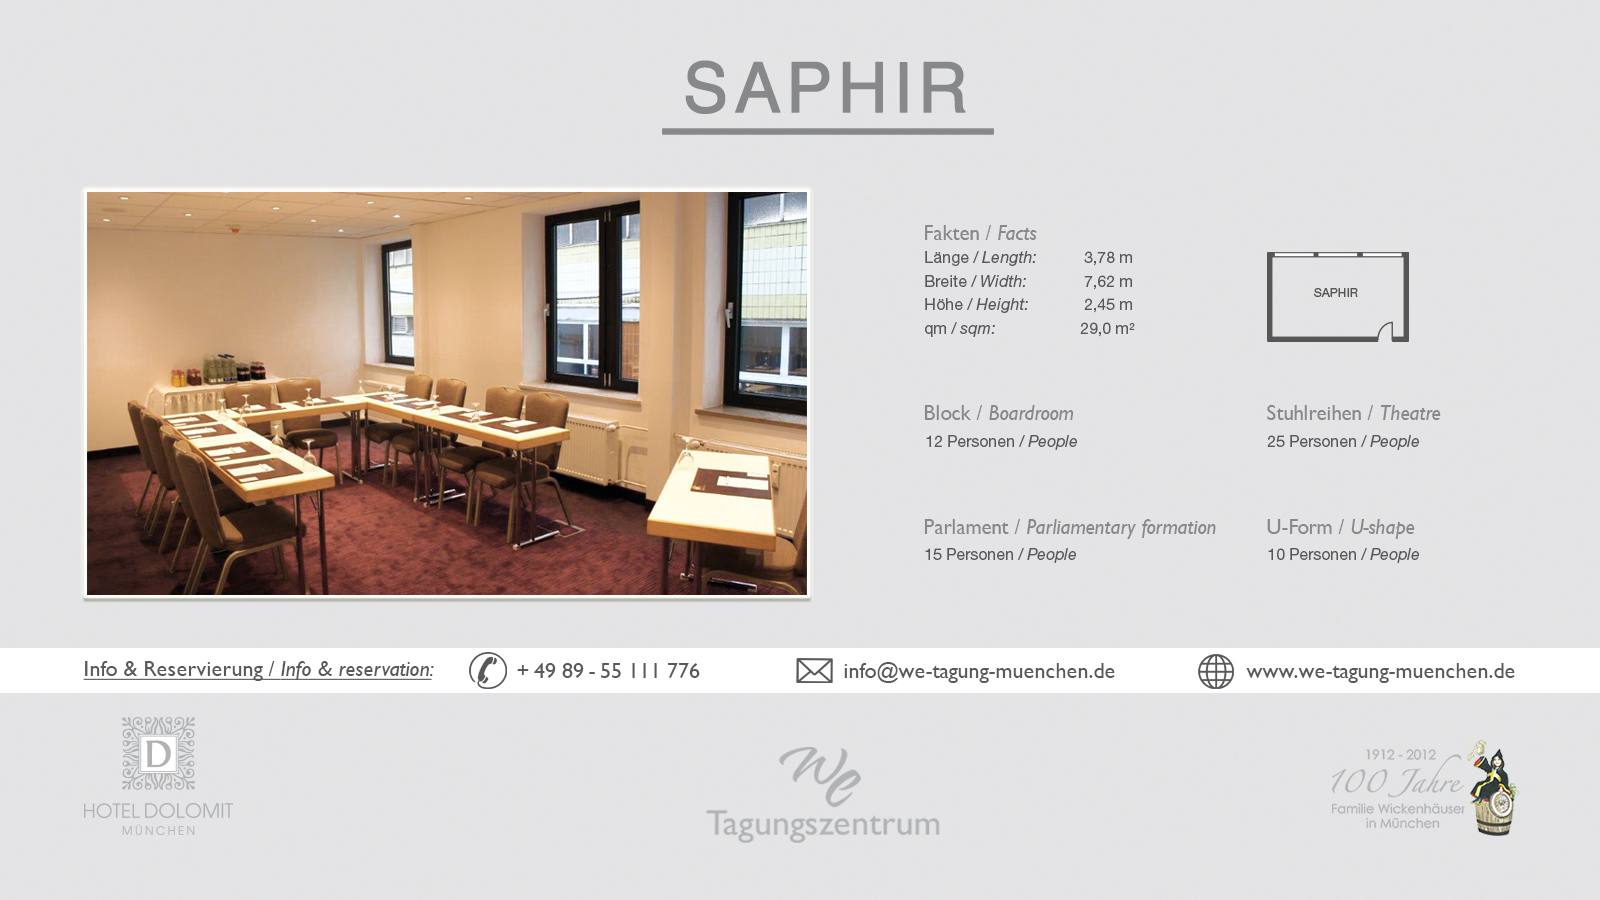 SAPHIR
Fakten / Facts
Länge / Length: 3,78 m
Breite / Width: 7,62 m
Höhe / Height: 2,45 m
qm / sqm: 29,0 m²
SAPHIR
Block / Boardroom
12 Personen / People
Stuhlreihen / Theatre
25 Personen / People
Parlament / Parliamentary formation
15 Personen / People
U-Form / U-shape
10 Personen / People
Info & Reservierung / Info & reservation:
+ 49 89 - 55 111 776
info@we-tagung-muenchen.de
www.we-tagung-muenchen.de
D
HOTEL DOLOMIT
MÜNCHEN
We
Tagungszentrum
1912 - 2012
100 Jahre
Familie Wickenhäuser
in München